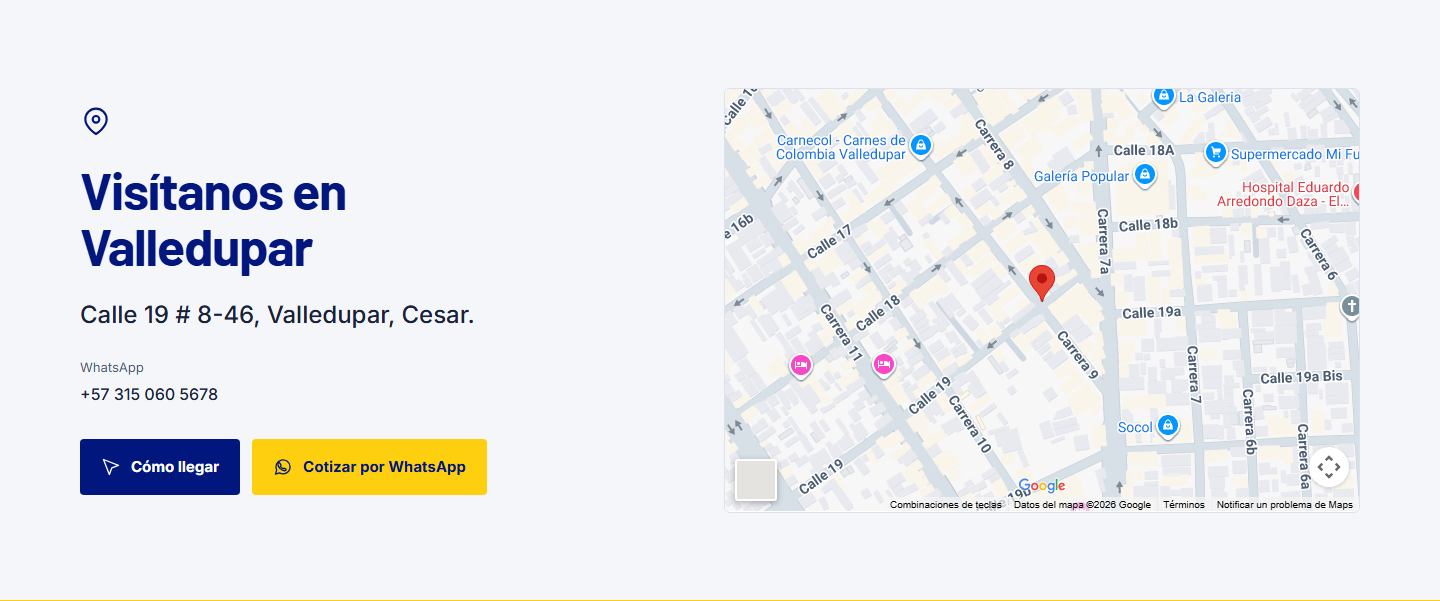 Visítanos en
Valledupar
Calle 19 # 8-46, Valledupar, Cesar.
WhatsApp
+57 315 060 5678
Cómo llegar
Cotizar por WhatsApp
La Galeria
Carnecol - Carnes de
Colombia Valledupar
Carrera 8
Calle 18A
Supermercado Mi Fu
Galería Popular
Hospital Eduardo
Arredondo Daza - El...
Calle 17
Calle 18b
Carrera 7a
Carrera 6
Calle 18
Carrera 11
Calle 19a
Carrera 9
Carrera 7
Calle 19a Bis
Calle 19
Carrera 10
Carrera 6b
Socol
Carrera 6a
Calle 19
19b
Google
Combinaciones de teclas
Datos del mapa ©2026 Google
Términos
Notificar un problema de Maps